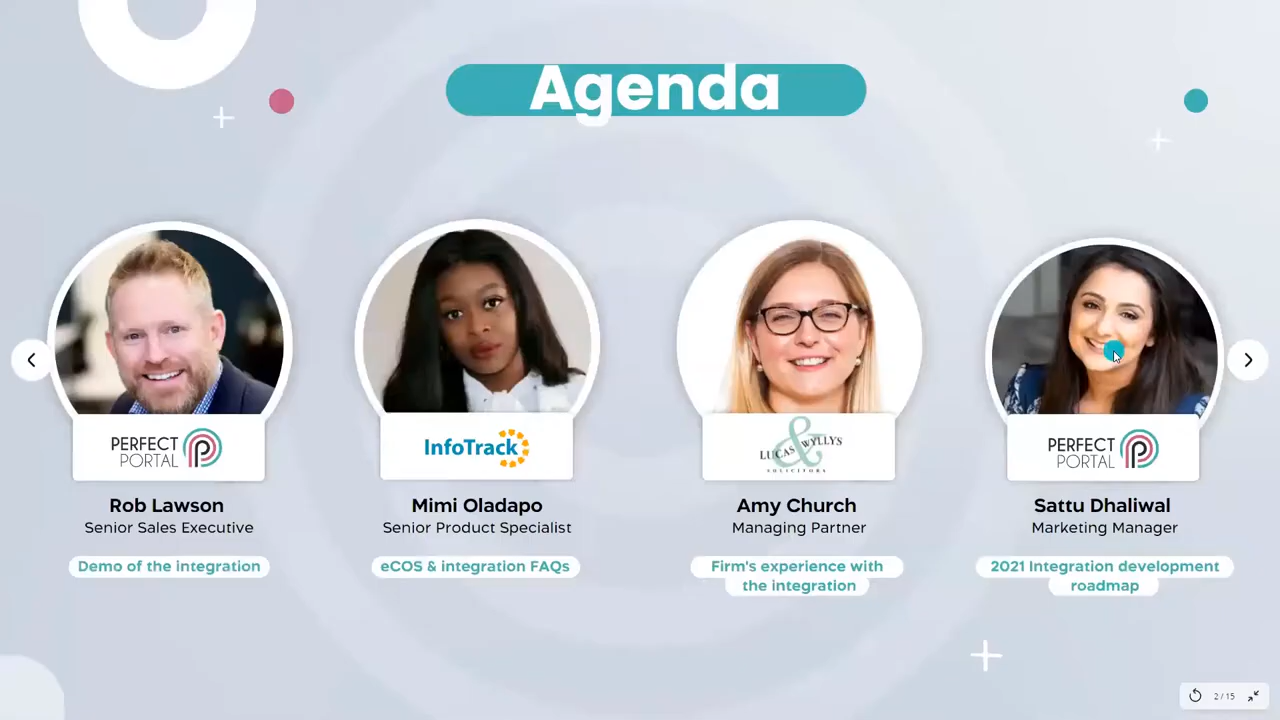 Agenda
PERFECT
PORTAL
Rob Lawson
Senior Sales Executive
Demo of the integration
InfoTrack
Mimi Oladapo
Senior Product Specialist
eCOS & integration FAQs
LUCAS & WYLLYS
SOLICITORS
Amy Church
Managing Partner
Firm's experience with
the integration
PERFECT
PORTAL
Sattu Dhaliwal
Marketing Manager
2021 Integration development
roadmap
2 / 15